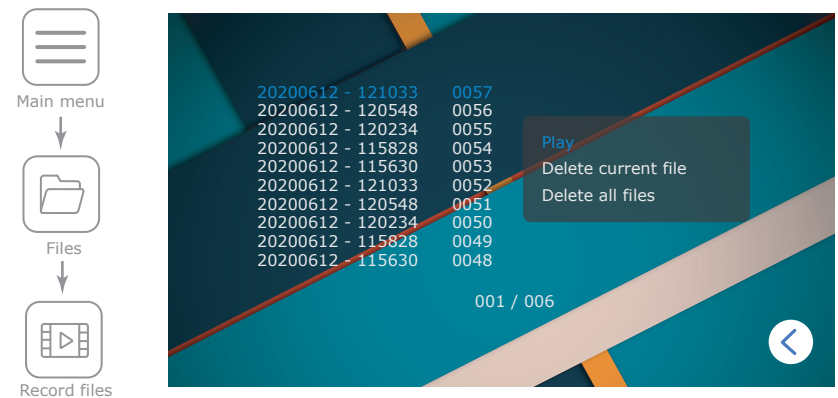 Main menu
Files
Record files
20200612 - 121033 0057
20200612 - 120548 0056
20200612 - 120234 0055
20200612 - 115828 0054
20200612 - 115630 0053
20200612 - 121033 0052
20200612 - 120548 0051
20200612 - 120234 0050
20200612 - 115828 0049
20200612 - 115630 0048
Play
Delete current file
Delete all files
001 / 006